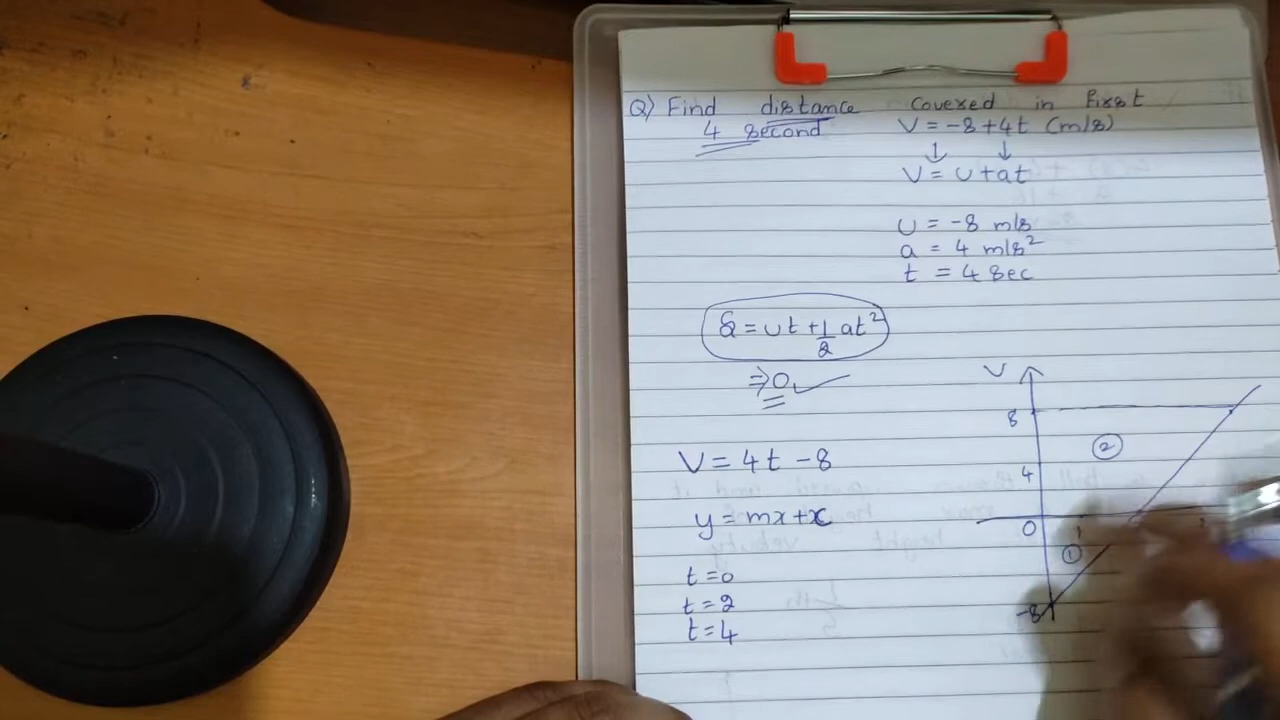 Q) Find distance covered in first
4 second V = -8+4t (m/s)
↓ ↓
V = u+at
u = -8 m/s
a = 4 m/s²
t = 4 sec
S = ut + 1/2 at²
⇒ 0 ✓
V = 4t - 8
y = mx + c
t = 0
t = 2
t = 4
V
8
②
4
0
1
①
-8